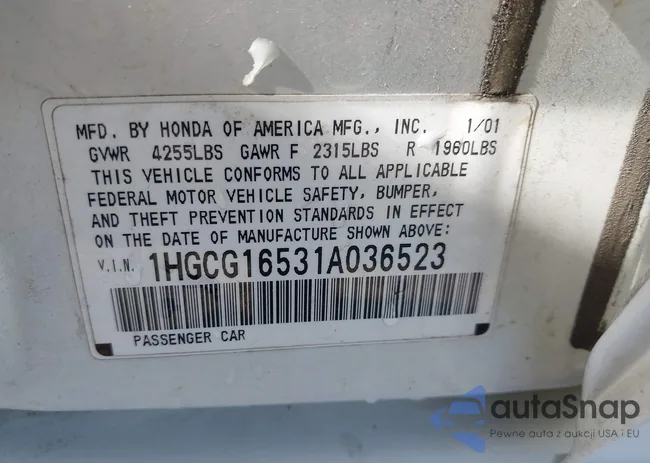 MFD. BY HONDA OF AMERICA MFG., INC. 1/01
GVWR 4255LBS GAWR F 2315LBS R 1960LBS
THIS VEHICLE CONFORMS TO ALL APPLICABLE
FEDERAL MOTOR VEHICLE SAFETY, BUMPER,
AND THEFT PREVENTION STANDARDS IN EFFECT
ON THE DATE OF MANUFACTURE SHOWN ABOVE:
V.I.N. 1HGCG16531A036523
PASSENGER CAR
autaSnap
Pewne auta z aukcji USA i EU